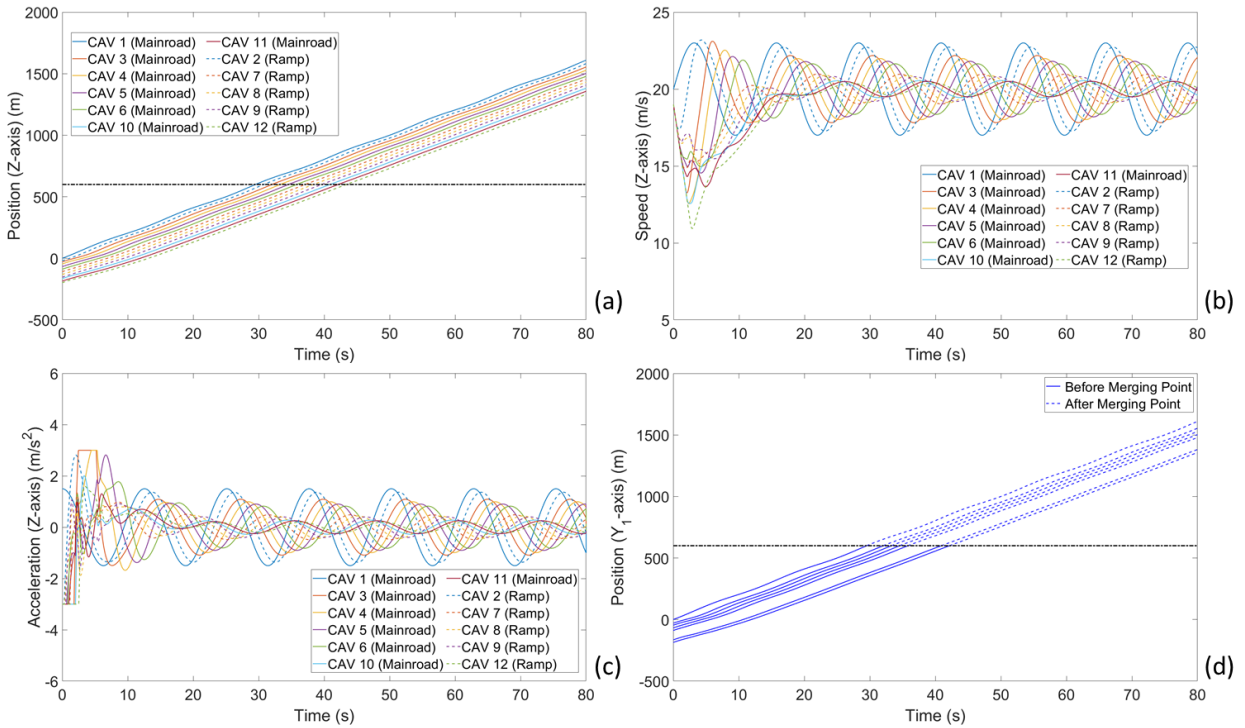 2000
1500
1000
500
0
-500
Position (Z-axis) (m)
CAV 1 (Mainroad) CAV 11 (Mainroad)
CAV 3 (Mainroad) CAV 2 (Ramp)
CAV 4 (Mainroad) CAV 7 (Ramp)
CAV 5 (Mainroad) CAV 8 (Ramp)
CAV 6 (Mainroad) CAV 9 (Ramp)
CAV 10 (Mainroad) CAV 12 (Ramp)
0 10 20 30 40 50 60 70 80
Time (s)
(a)
25
20
15
10
5
Speed (Z-axis) (m/s)
CAV 1 (Mainroad) CAV 11 (Mainroad)
CAV 3 (Mainroad) CAV 2 (Ramp)
CAV 4 (Mainroad) CAV 7 (Ramp)
CAV 5 (Mainroad) CAV 8 (Ramp)
CAV 6 (Mainroad) CAV 9 (Ramp)
CAV 10 (Mainroad) CAV 12 (Ramp)
0 10 20 30 40 50 60 70 80
Time (s)
(b)
6
4
2
0
-2
-4
-6
Acceleration (Z-axis) (m/s²)
CAV 1 (Mainroad) CAV 11 (Mainroad)
CAV 3 (Mainroad) CAV 2 (Ramp)
CAV 4 (Mainroad) CAV 7 (Ramp)
CAV 5 (Mainroad) CAV 8 (Ramp)
CAV 6 (Mainroad) CAV 9 (Ramp)
CAV 10 (Mainroad) CAV 12 (Ramp)
0 10 20 30 40 50 60 70 80
Time (s)
(c)
2000
1500
1000
500
0
-500
Position (Y₁-axis) (m)
Before Merging Point
After Merging Point
0 10 20 30 40 50 60 70 80
Time (s)
(d)